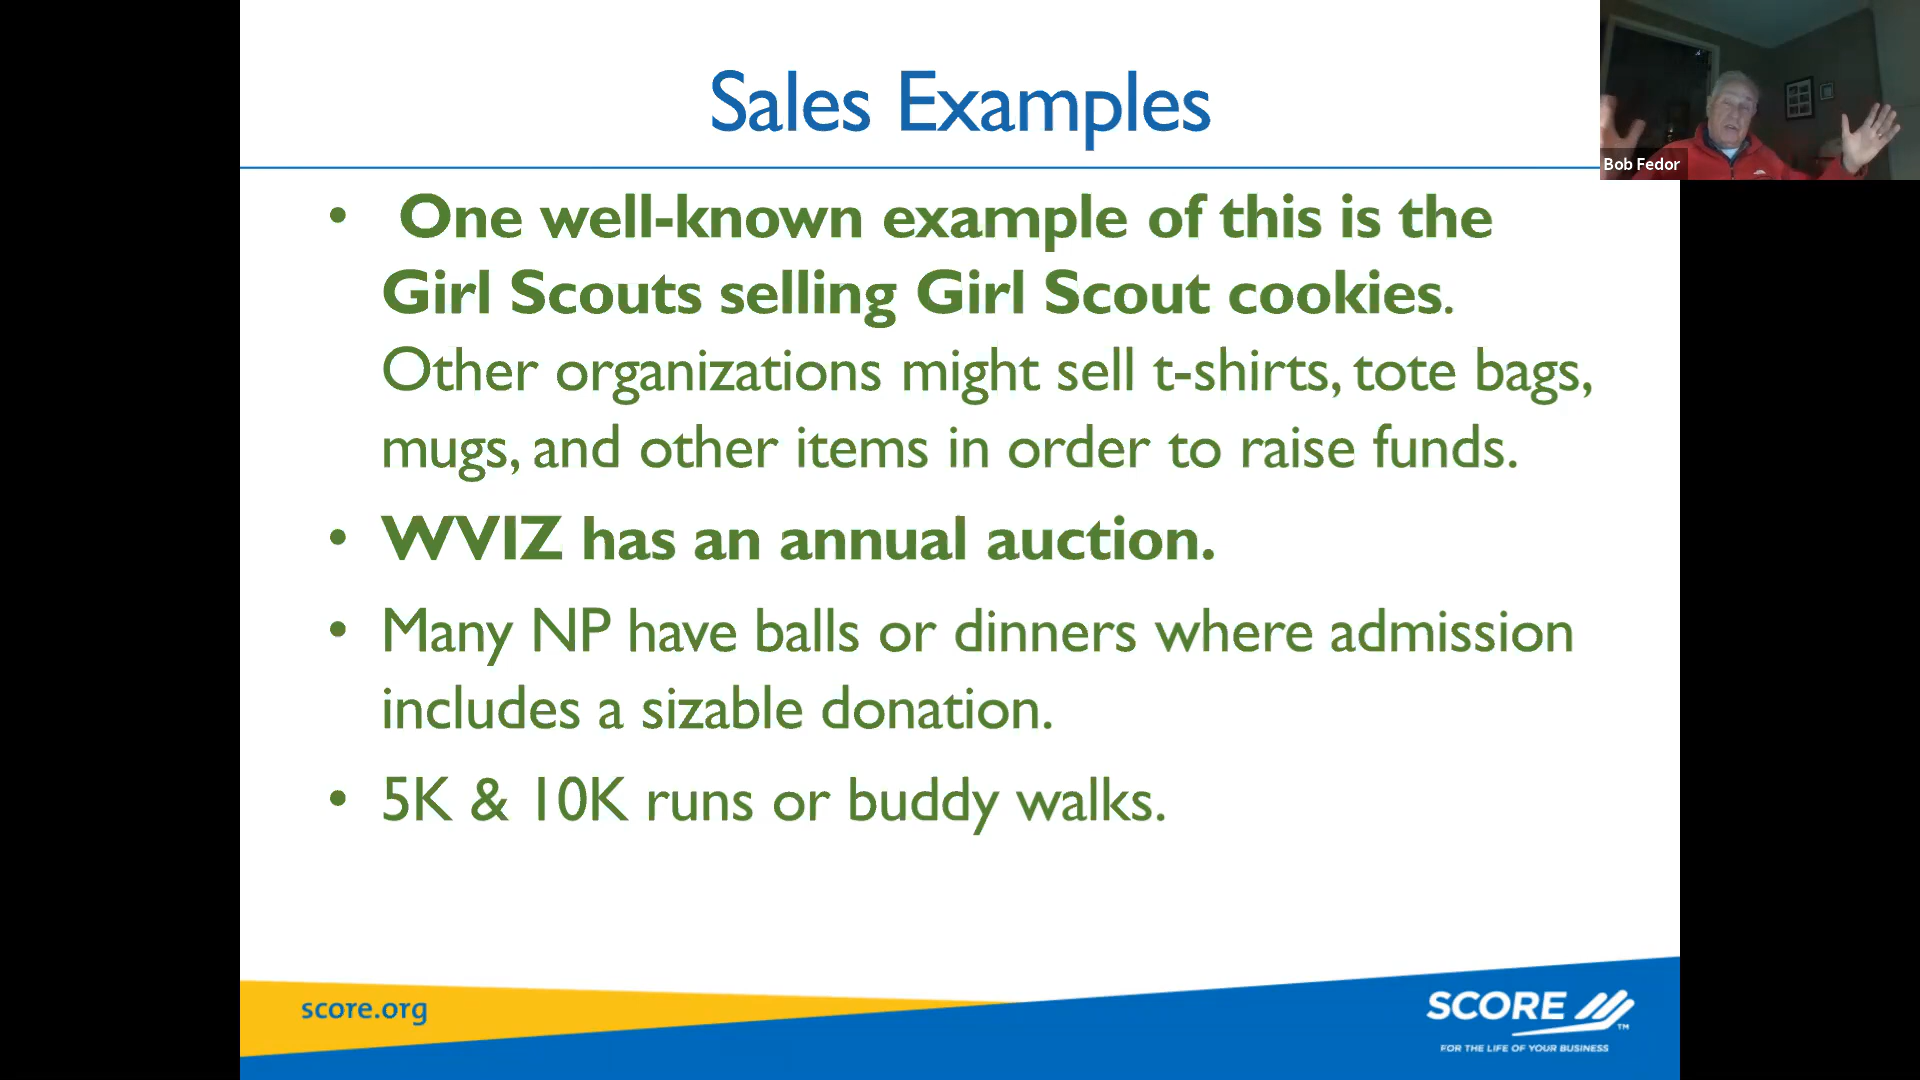 Sales Examples
Bob Fedor
• One well-known example of this is the
Girl Scouts selling Girl Scout cookies.
Other organizations might sell t-shirts, tote bags,
mugs, and other items in order to raise funds.
• WVIZ has an annual auction.
• Many NP have balls or dinners where admission
includes a sizable donation.
• 5K & 10K runs or buddy walks.
score.org
SCORE
TM
FOR THE LIFE OF YOUR BUSINESS